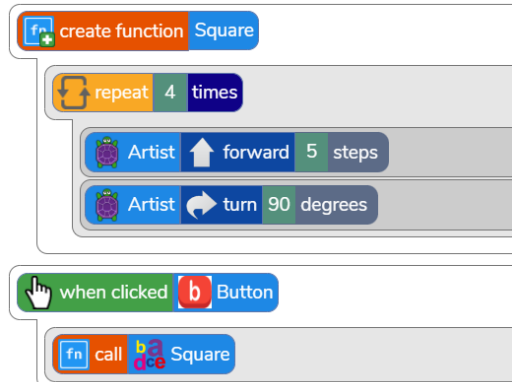 fn create function Square
repeat 4 times
Artist forward 5 steps
Artist turn 90 degrees
when clicked b Button
fn call badce Square